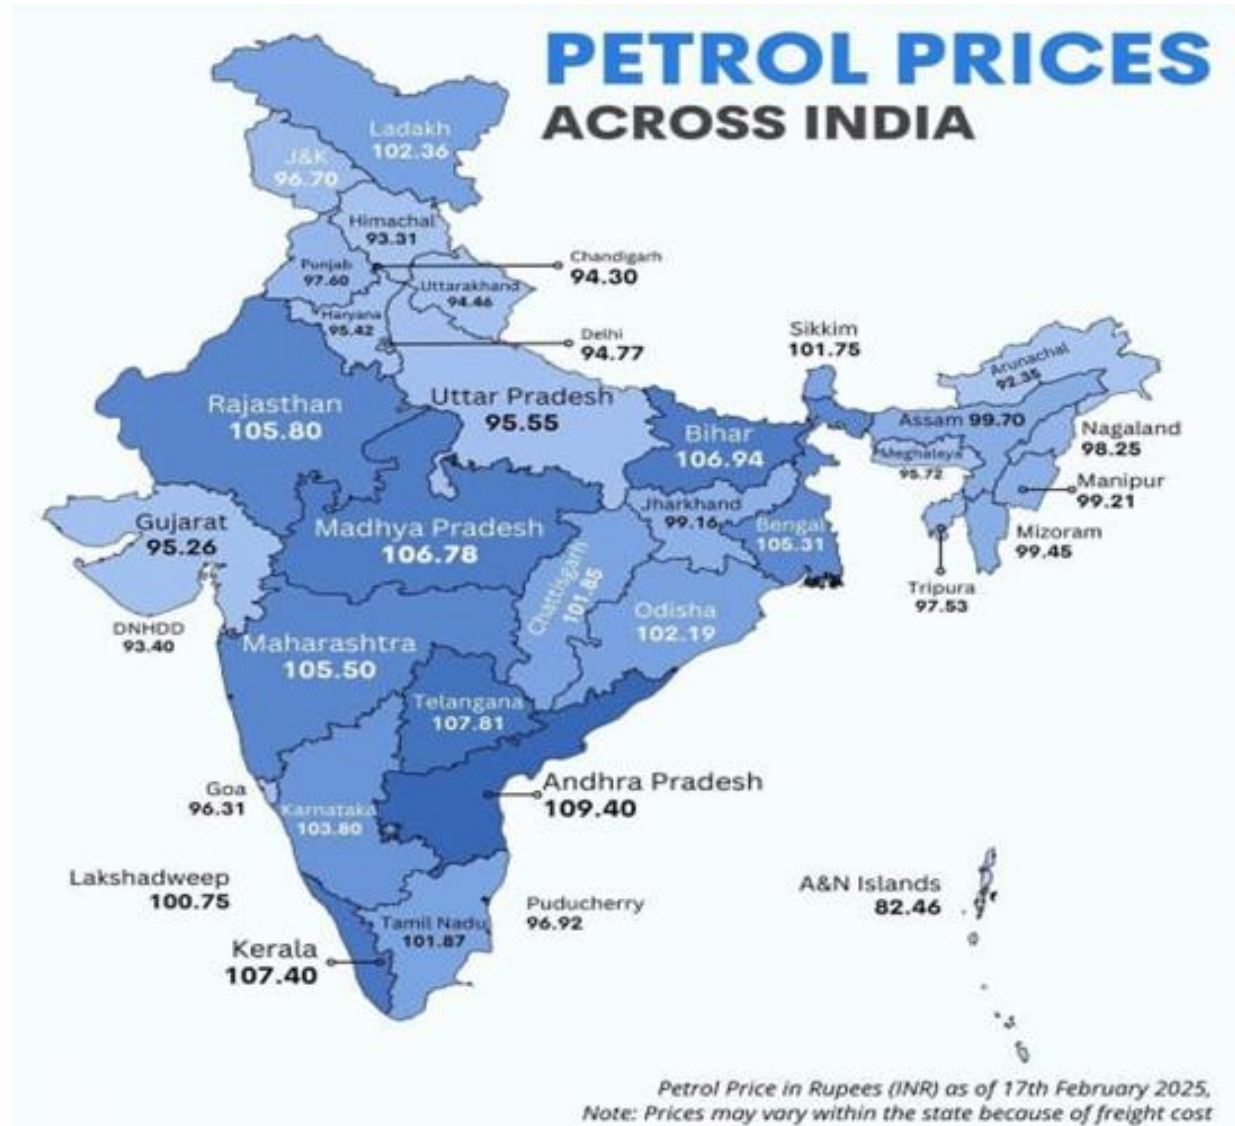 PETROL PRICES
ACROSS INDIA
Ladakh
102.36
J&K
96.70
Himachal
93.31
Chandigarh
94.30
Punjab
97.60
Uttarakhand
94.46
Haryana
95.42
Delhi
94.77
Sikkim
101.75
Arunachal
92.35
Rajasthan
105.80
Uttar Pradesh
95.55
Bihar
106.94
Assam 99.70
Nagaland
98.25
Meghalaya
95.72
Manipur
99.21
Gujarat
95.26
Madhya Pradesh
106.78
Jharkhand
99.16
Bengal
105.31
Mizoram
99.45
Chattisgarh
101.85
Tripura
97.53
Odisha
102.19
DNHDD
93.40
Maharashtra
105.50
Telangana
107.81
Goa
96.31
Karnataka
103.80
Andhra Pradesh
109.40
Lakshadweep
100.75
A&N Islands
82.46
Puducherry
96.92
Tamil Nadu
101.87
Kerala
107.40
Petrol Price in Rupees (INR) as of 17th February 2025,
Note: Prices may vary within the state because of freight cost